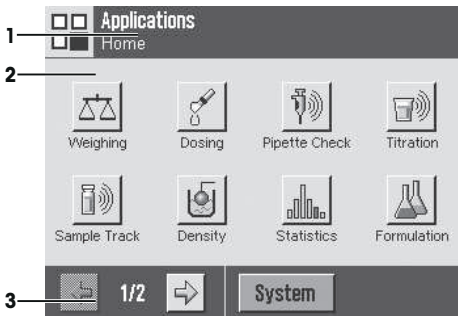 Applications
1 Home
2
Weighing Dosing Pipette Check Titration
Sample Track Density Statistics Formulation
3 1/2 System